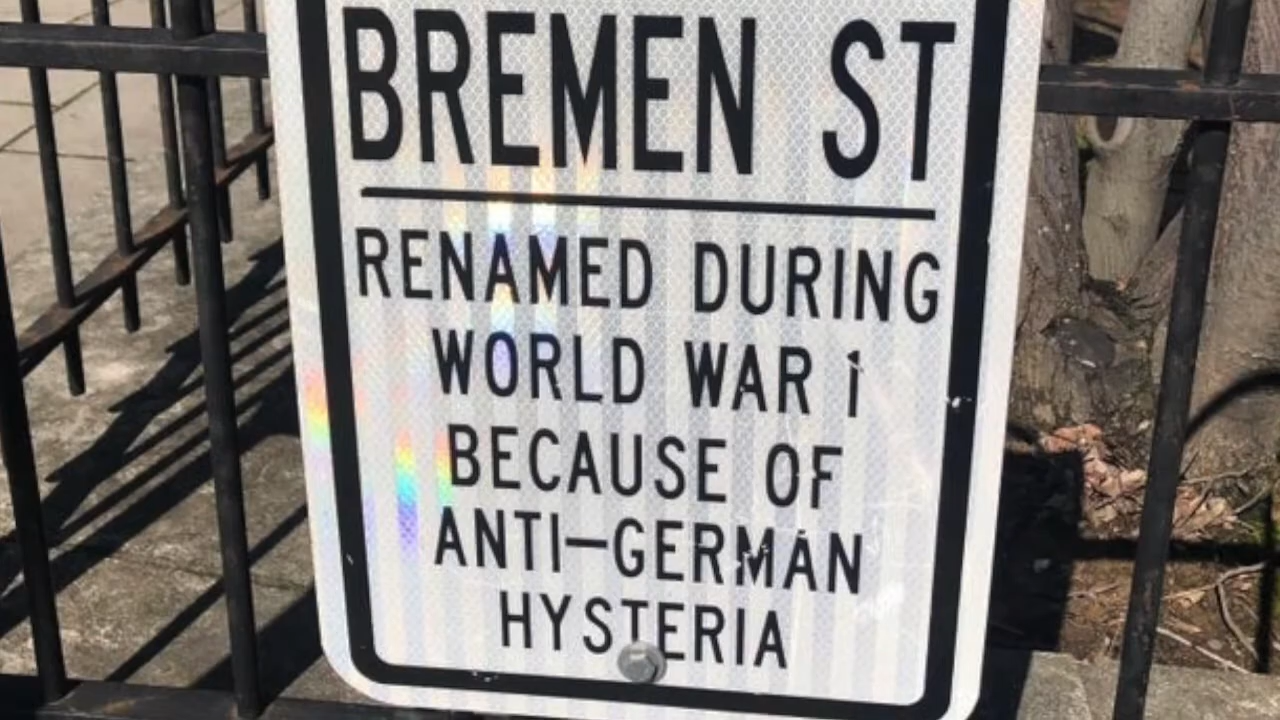 BREMEN ST
RENAMED DURING
WORLD WAR i
BECAUSE OF
ANTI-GERMAN
HYSTERIA